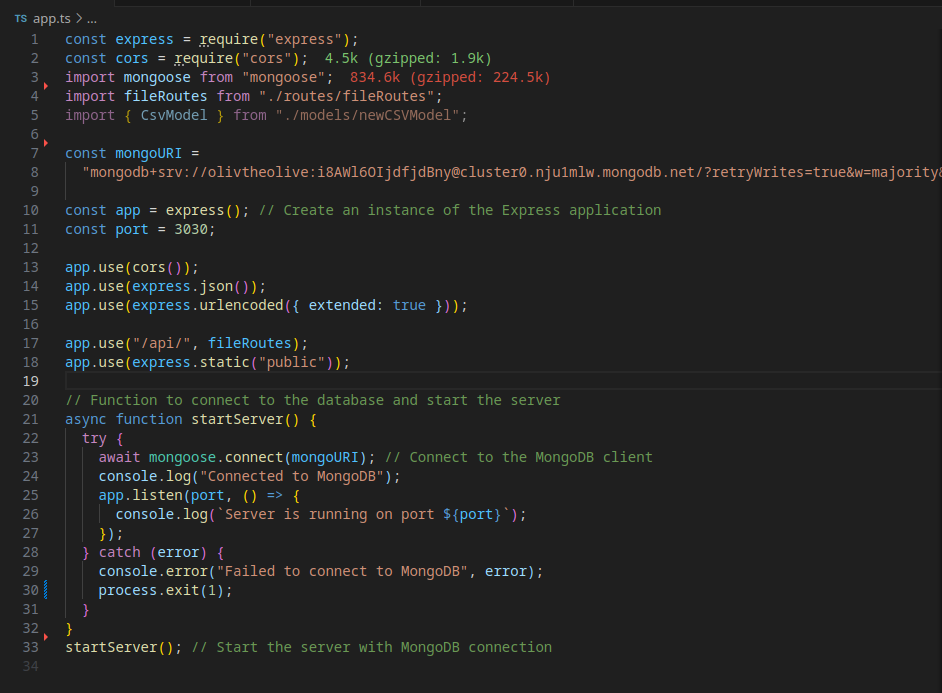 TS app.ts > ...
1 const express = require("express");
2 const cors = require("cors"); 4.5k (gzipped: 1.9k)
3 import mongoose from "mongoose"; 834.6k (gzipped: 224.5k)
4 import fileRoutes from "./routes/fileRoutes";
5 import { CsvModel } from "./models/newCSVModel";
6
7 const mongoURI =
8 "mongodb+srv://olivtheolive:i8AWl6OIjdfjdBny@cluster0.nju1mlw.mongodb.net/?retryWrites=true&w=majority&
9
10 const app = express(); // Create an instance of the Express application
11 const port = 3030;
12
13 app.use(cors());
14 app.use(express.json());
15 app.use(express.urlencoded({ extended: true }));
16
17 app.use("/api/", fileRoutes);
18 app.use(express.static("public"));
19
20 // Function to connect to the database and start the server
21 async function startServer() {
22 try {
23 await mongoose.connect(mongoURI); // Connect to the MongoDB client
24 console.log("Connected to MongoDB");
25 app.listen(port, () => {
26 console.log(`Server is running on port ${port}`);
27 });
28 } catch (error) {
29 console.error("Failed to connect to MongoDB", error);
30 process.exit(1);
31 }
32 }
33 startServer(); // Start the server with MongoDB connection
34